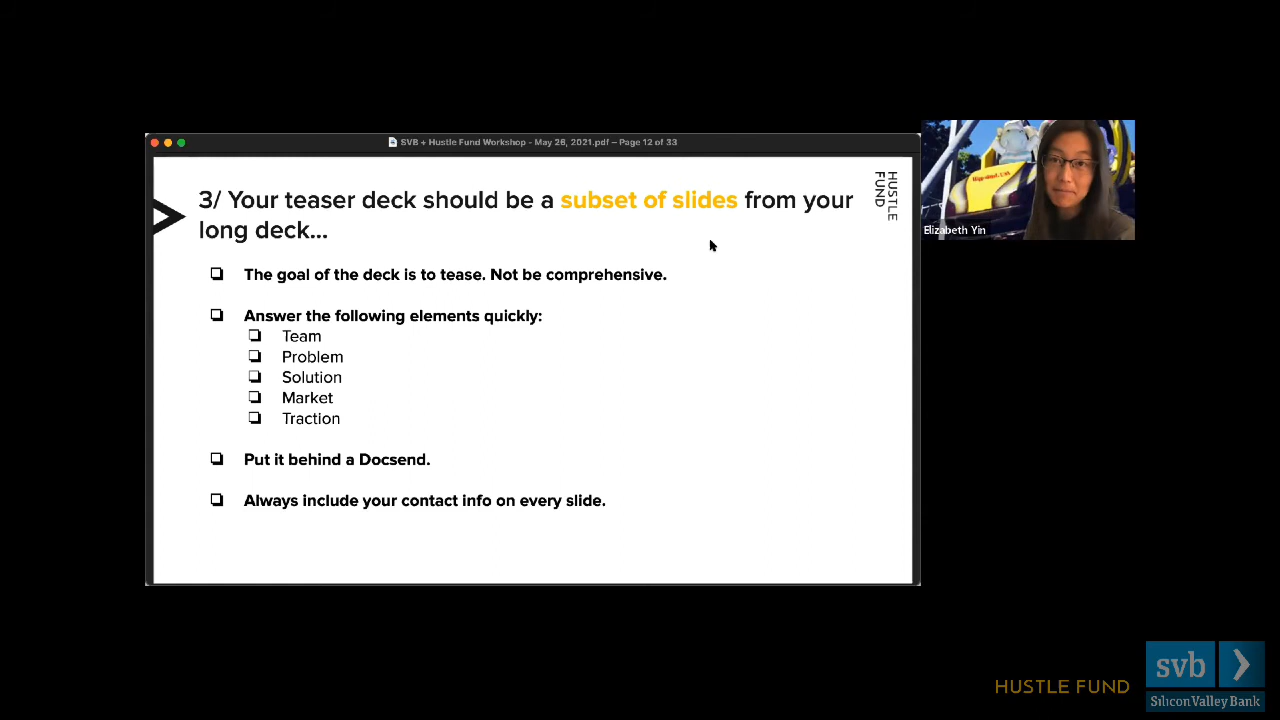 SVB + Hustle Fund Workshop - May 26, 2021.pdf – Page 12 of 33
3/ Your teaser deck should be a subset of slides from your
long deck...
HUSTLE
FUND
The goal of the deck is to tease. Not be comprehensive.
Answer the following elements quickly:
Team
Problem
Solution
Market
Traction
Put it behind a Docsend.
Always include your contact info on every slide.
Elizabeth Yin
HUSTLE FUND
svb
Silicon Valley Bank